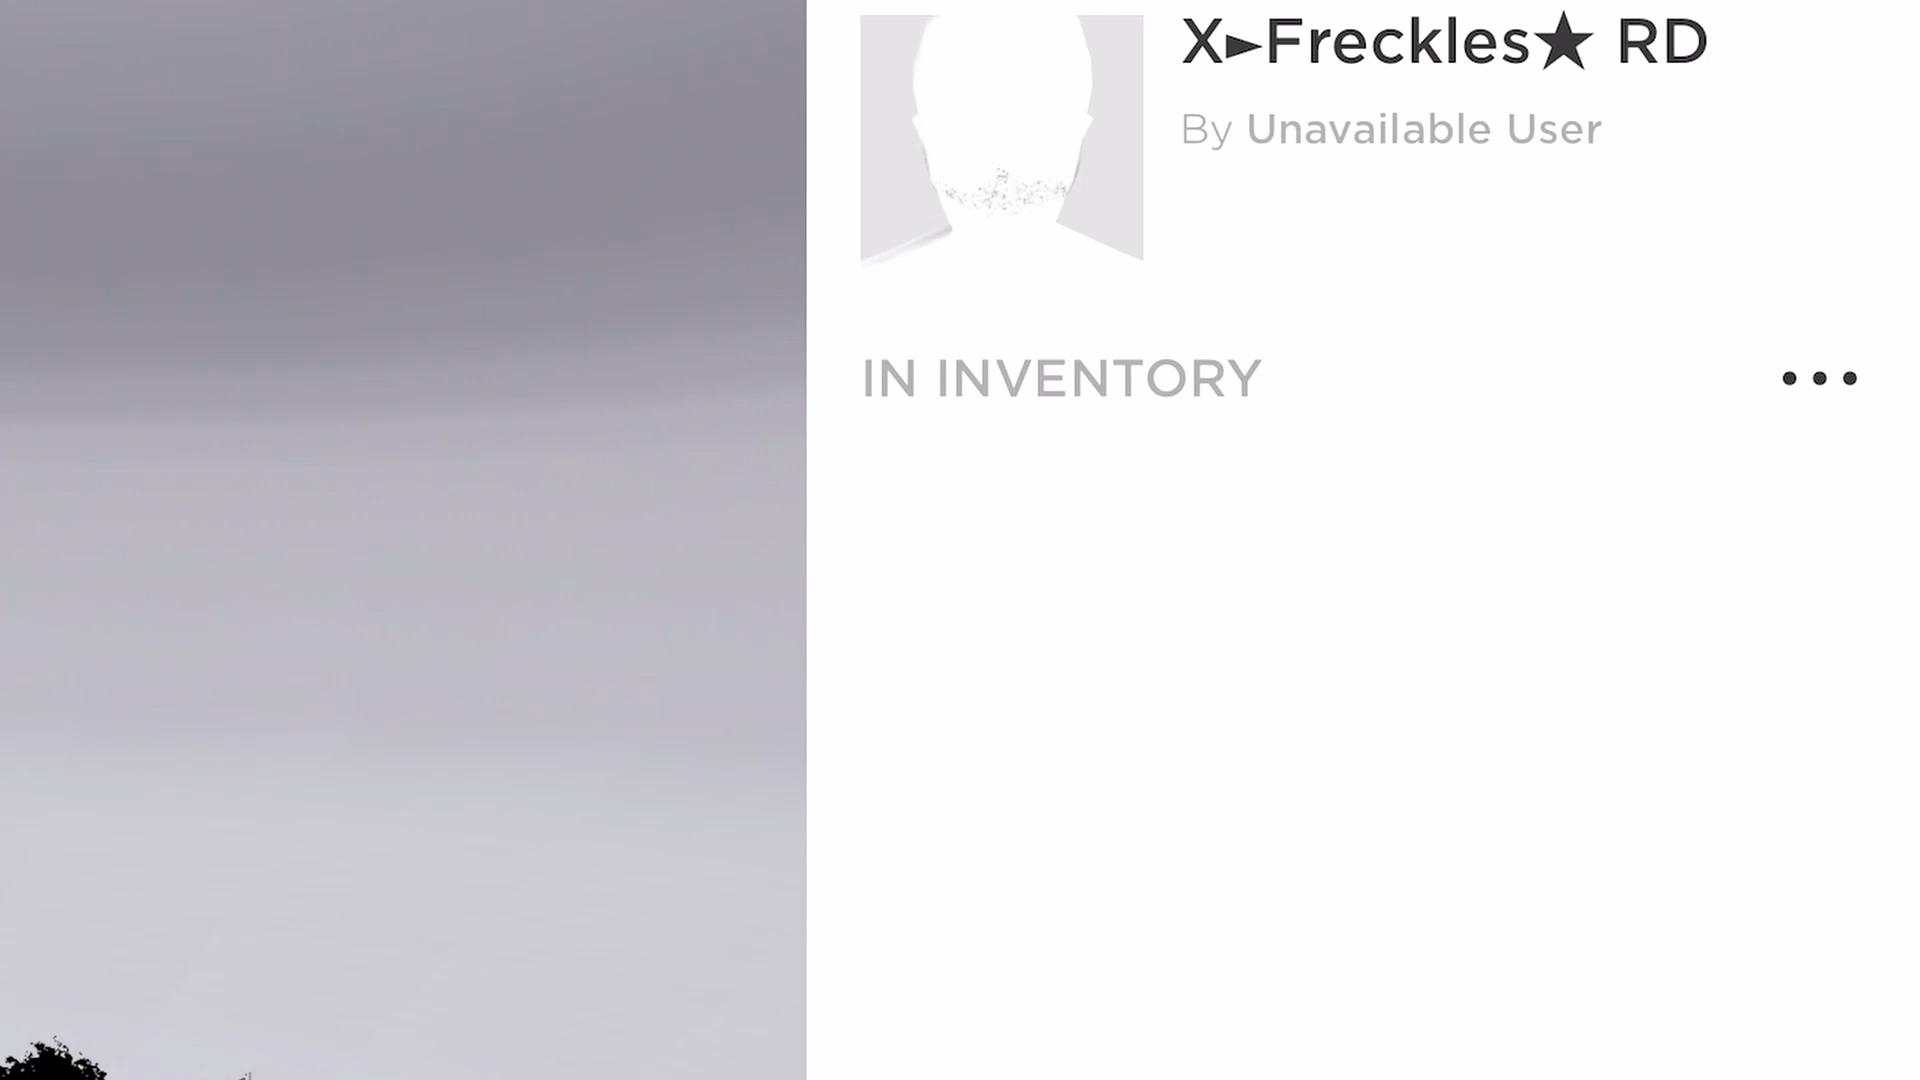 X►Freckles★ RD
By Unavailable User
IN INVENTORY